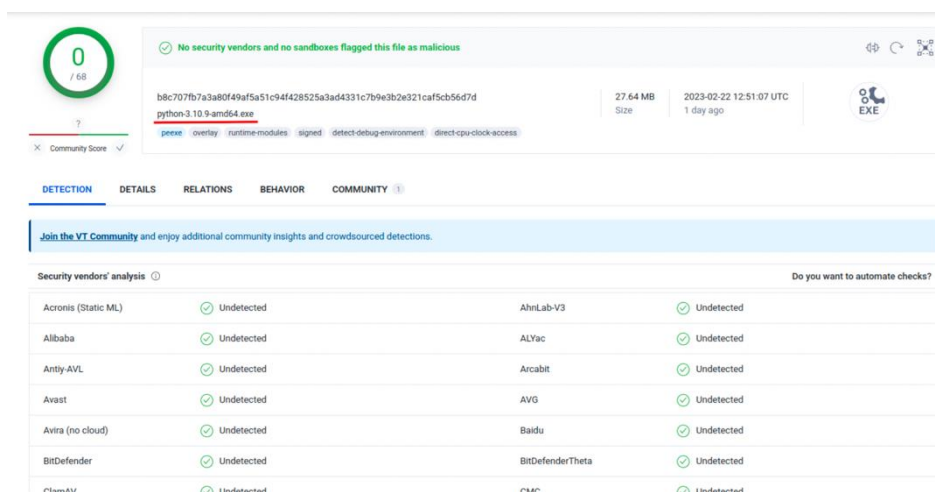 0
/ 68
?
Community Score
No security vendors and no sandboxes flagged this file as malicious
b8c707fb7a3a80f49af5a51c94f428525a3ad4331c7b9e3b2e321caf5cb56d7d
python-3.10.9-amd64.exe
peexe overlay runtime-modules signed detect-debug-environment direct-cpu-clock-access
27.64 MB
Size
2023-02-22 12:51:07 UTC
1 day ago
EXE
DETECTION DETAILS RELATIONS BEHAVIOR COMMUNITY 1
Join the VT Community and enjoy additional community insights and crowdsourced detections.
Security vendors' analysis Do you want to automate checks?
Acronis (Static ML) Undetected AhnLab-V3 Undetected
Alibaba Undetected ALYac Undetected
Antiy-AVL Undetected Arcabit Undetected
Avast Undetected AVG Undetected
Avira (no cloud) Undetected Baidu Undetected
BitDefender Undetected BitDefenderTheta Undetected
ClamAV Undetected CMC Undetected